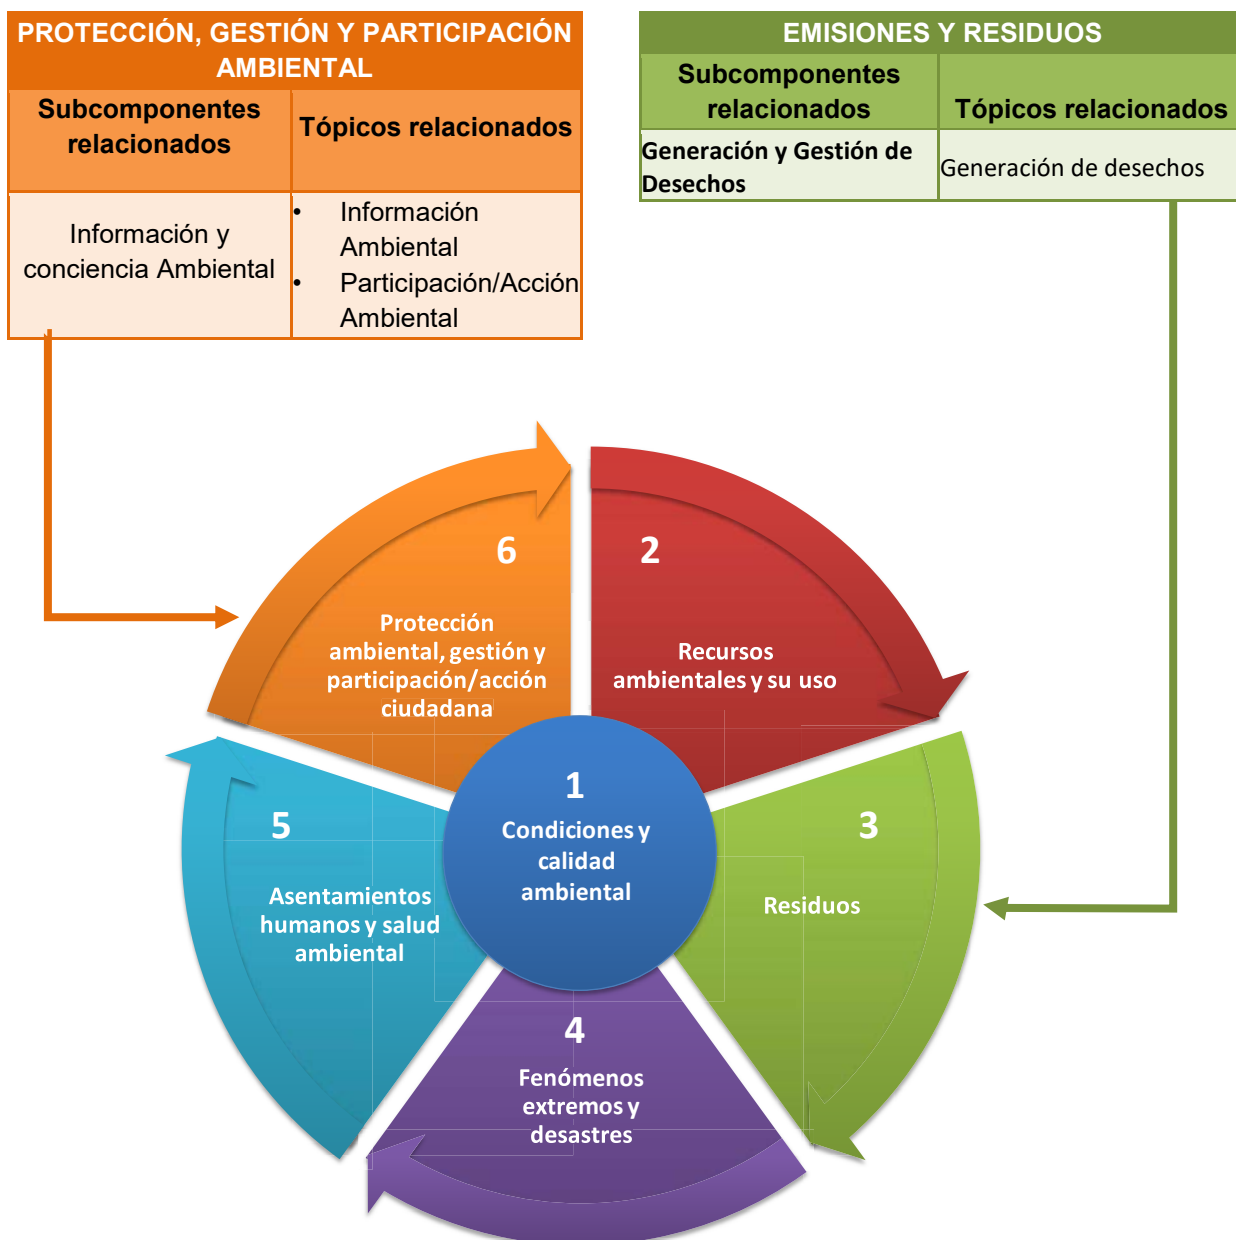 PROTECCIÓN, GESTIÓN Y PARTICIPACIÓN
AMBIENTAL
Subcomponentes
relacionados
Tópicos relacionados
Información y
conciencia Ambiental
• Información
Ambiental
• Participación/Acción
Ambiental
EMISIONES Y RESIDUOS
Subcomponentes
relacionados
Tópicos relacionados
Generación y Gestión de
Desechos
Generación de desechos
6
Protección
ambiental, gestión y
participación/acción
ciudadana
2
Recursos
ambientales y su uso
1
Condiciones y
calidad
ambiental
5
Asentamientos
humanos y salud
ambiental
3
Residuos
4
Fenómenos
extremos y
desastres